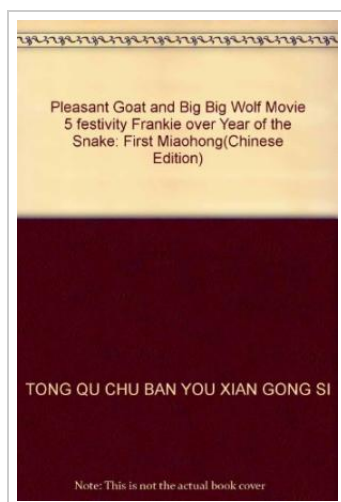 Pleasant Goat and Big Big Wolf Movie
5 festivity Frankie over Year of the
Snake: First Miaohong(Chinese
Edition)
TONG QU CHU BAN YOU XIAN GONG SI
Note: This is not the actual book cover